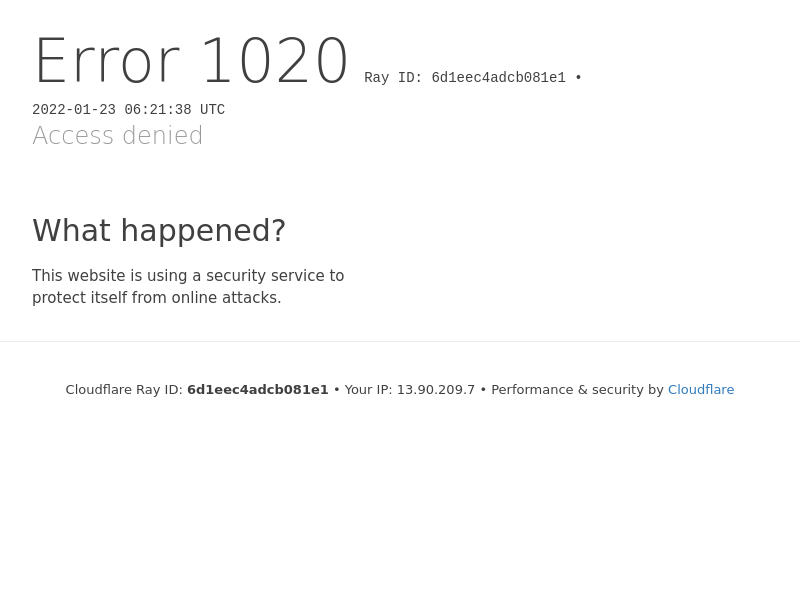 Error 1020 Ray ID: 6d1eec4adcb081e1 •
2022-01-23 06:21:38 UTC
Access denied
What happened?
This website is using a security service to
protect itself from online attacks.
Cloudflare Ray ID: 6d1eec4adcb081e1 • Your IP: 13.90.209.7 • Performance & security by Cloudflare